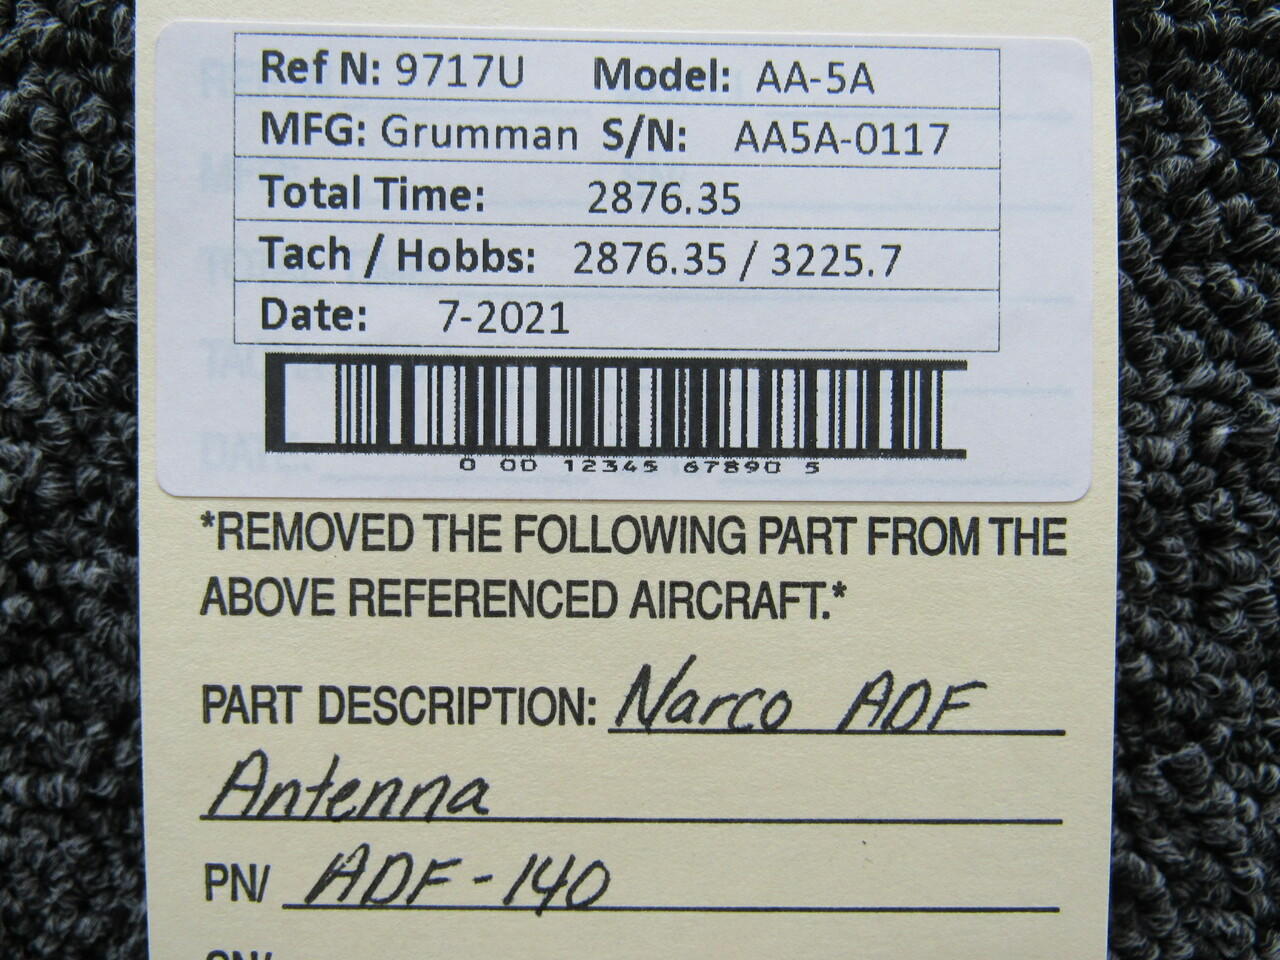 Ref N: 9717U Model: AA-5A
MFG: Grumman S/N: AA5A-0117
Total Time: 2876.35
Tach / Hobbs: 2876.35 / 3225.7
Date: 7-2021
0 00 12345 67890 5
*REMOVED THE FOLLOWING PART FROM THE
ABOVE REFERENCED AIRCRAFT.*
PART DESCRIPTION: Narco ADF
Antenna
PN/ ADF-140